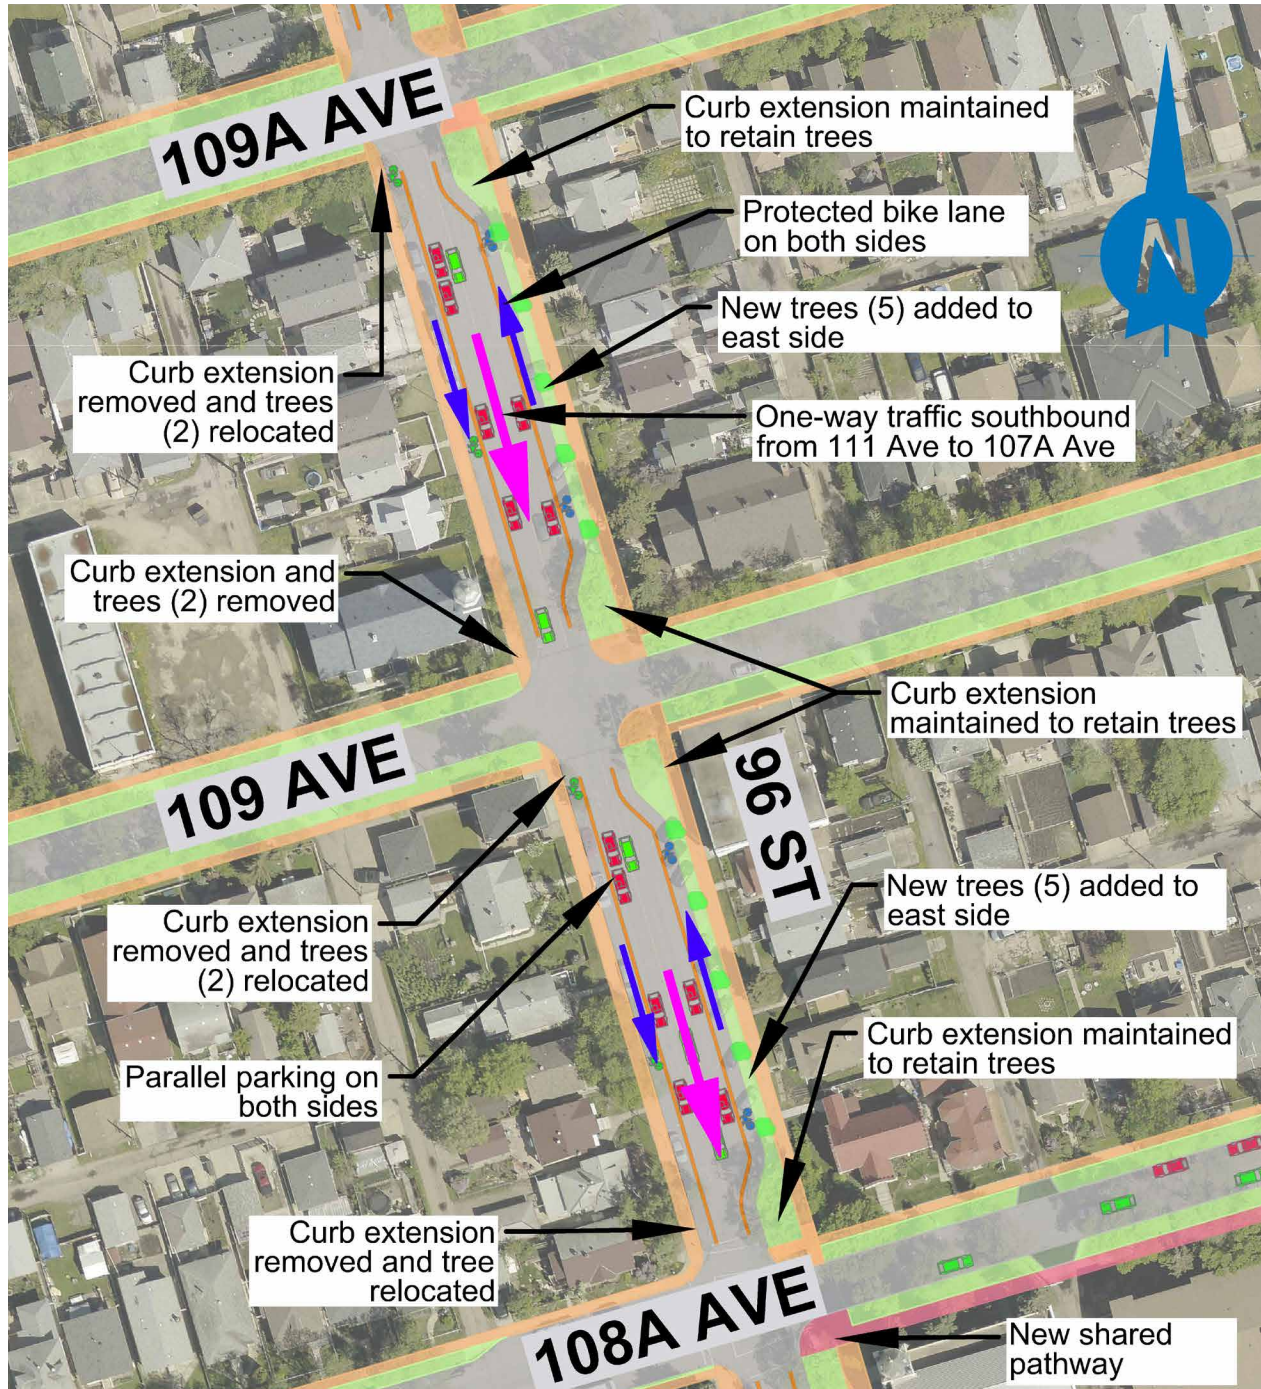 109A AVE
Curb extension maintained
to retain trees
Protected bike lane
on both sides
N
New trees (5) added to
east side
Curb extension
removed and trees
(2) relocated
One-way traffic southbound
from 111 Ave to 107A Ave
Curb extension and
trees (2) removed
Curb extension
maintained to retain trees
109 AVE
96 ST
New trees (5) added to
east side
Curb extension
removed and trees
(2) relocated
Curb extension maintained
to retain trees
Parallel parking on
both sides
Curb extension
removed and tree
relocated
108A AVE
New shared
pathway